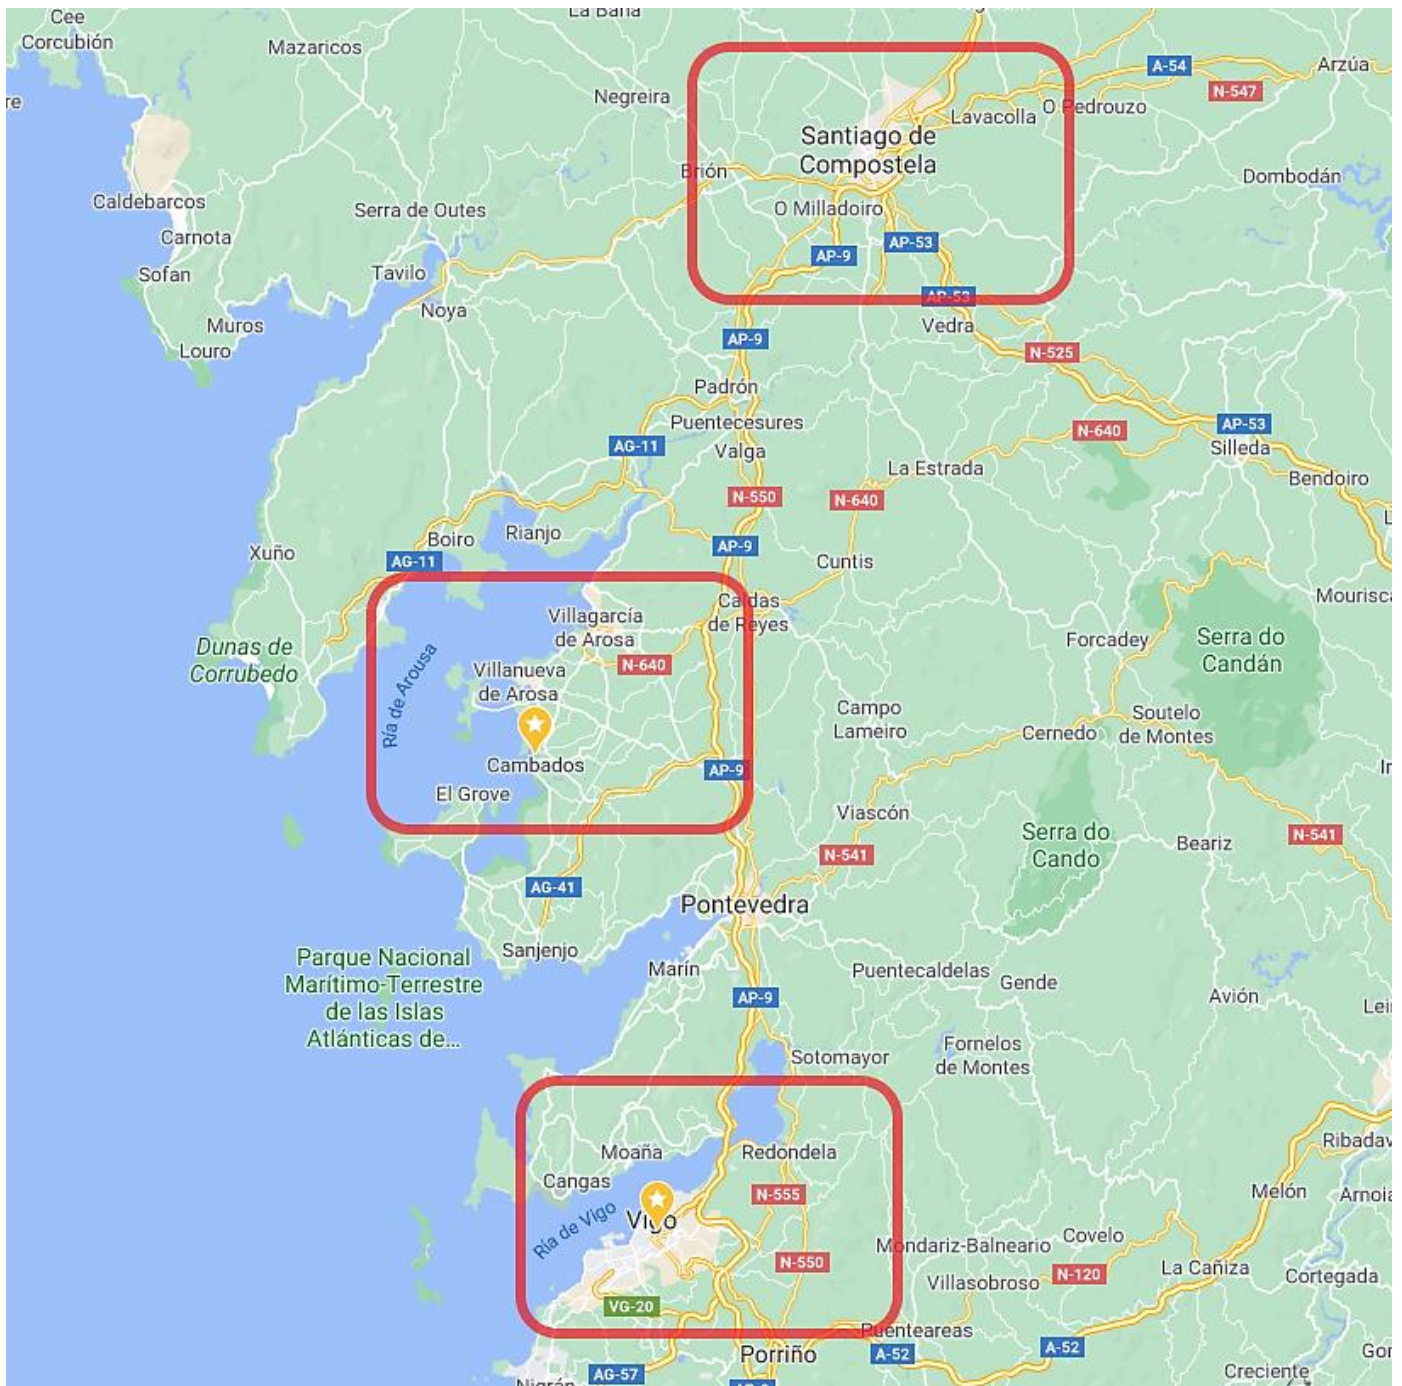 Cee
Corcubión
La Baña
Mazaricos
A-54
Arzúa
Negreira
N-547
re
O Pedrouzo
Lavacolla
Santiago de
Compostela
Brión
Dombodán
Caldebarcos
Serra de Outes
O Milladoiro
Carnota
AP-53
AP-9
Sofan
Tavilo
AP-53
Noya
Muros
Vedra
AP-9
Louro
N-525
Padrón
Puentecesures
AP-53
N-640
AG-11
Silleda
Valga
La Estrada
Bendoiro
N-550
N-640
L
Rianjo
Boiro
AP-9
Xuño
AG-11
Cuntis
Mourisca
Caldas
de Reyes
Villagarcía
de Arosa
Dunas de
Corrubedo
Forcadey
Serra do
Candán
N-640
Villanueva
de Arosa
Ría de Arousa
Campo
Lameiro
Soutelo
de Montes
Cernedo
Cambados
AP-9
Ir
El Grove
Viascón
Serra do
Cando
N-541
Beariz
N-541
AG-41
Pontevedra
Sanjenjo
Parque Nacional
Marítimo-Terrestre
de las Islas
Atlánticas de...
Marín
Puentecaldelas
Gende
AP-9
Avión
Lei
Fornelos
de Montes
Sotomayor
Ribadav
Moaña
Redondela
Cangas
N-555
Melón
Arnoia
Vigo
Ría de Vigo
Covelo
Mondariz-Balneario
N-550
La Cañiza
N-120
Cortegada
Villasobroso
VG-20
Puenteareas
A-52
A-52
Gor
Porriño
AG-57
Creciente
Nigrán